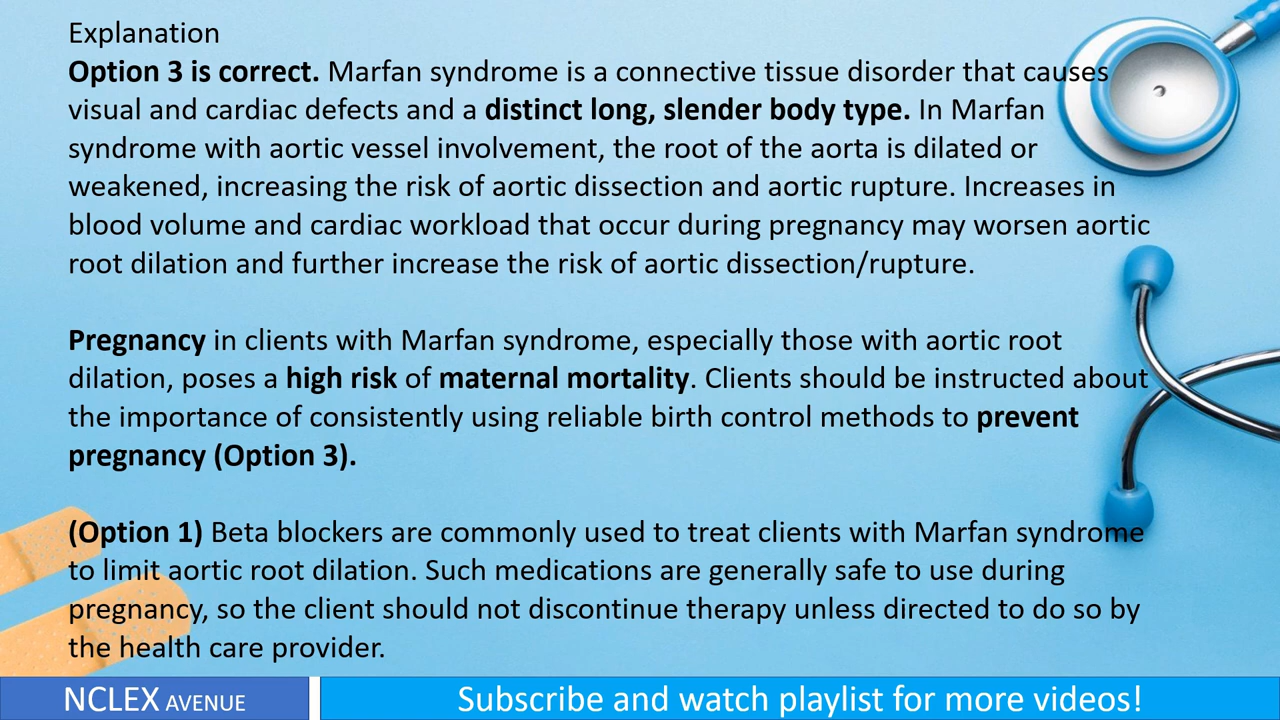 Explanation
Option 3 is correct. Marfan syndrome is a connective tissue disorder that causes
visual and cardiac defects and a distinct long, slender body type. In Marfan
syndrome with aortic vessel involvement, the root of the aorta is dilated or
weakened, increasing the risk of aortic dissection and aortic rupture. Increases in
blood volume and cardiac workload that occur during pregnancy may worsen aortic
root dilation and further increase the risk of aortic dissection/rupture.
Pregnancy in clients with Marfan syndrome, especially those with aortic root
dilation, poses a high risk of maternal mortality. Clients should be instructed about
the importance of consistently using reliable birth control methods to prevent
pregnancy (Option 3).
(Option 1) Beta blockers are commonly used to treat clients with Marfan syndrome
to limit aortic root dilation. Such medications are generally safe to use during
pregnancy, so the client should not discontinue therapy unless directed to do so by
the health care provider.
NCLEX AVENUE
Subscribe and watch playlist for more videos!